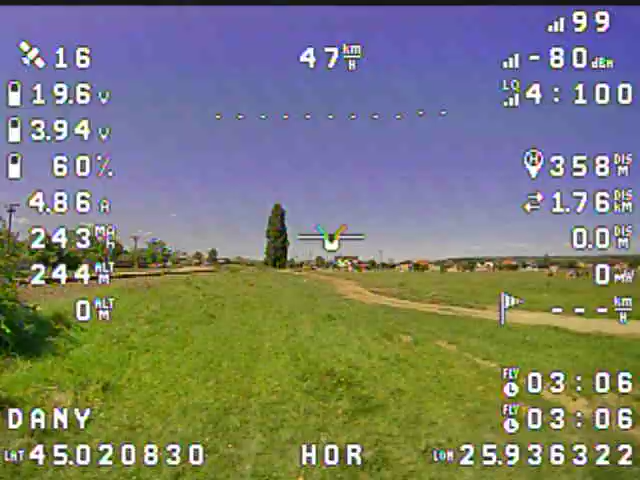 99
16 47 KM/H -80 dBm
19.6 V LQ 4:100
3.94 V
60% H 358 DIS M
4.86 A 1.76 DIS KM
243 MAH 0.0 DIS M
244 ALT M 0 mW
0 ALT M --- KM/H
FLY 03:06
DANY FLY 03:06
LAT 45.020830 HOR LON 25.936322